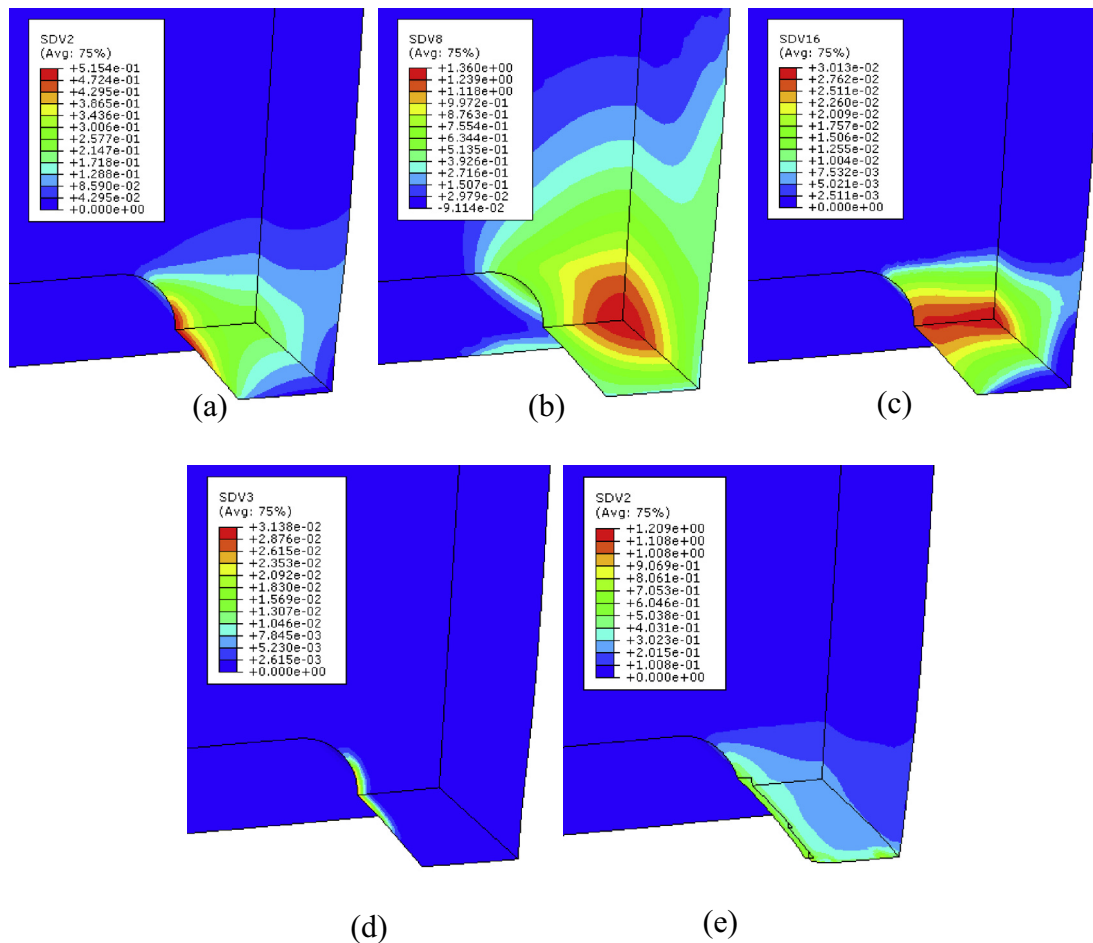 SDV2
(Avg: 75%)
+5.154e-01
+4.724e-01
+4.295e-01
+3.865e-01
+3.436e-01
+3.006e-01
+2.577e-01
+2.147e-01
+1.718e-01
+1.288e-01
+8.590e-02
+4.295e-02
+0.000e+00
(a)
SDV8
(Avg: 75%)
+1.360e+00
+1.239e+00
+1.118e+00
+9.972e-01
+8.763e-01
+7.554e-01
+6.344e-01
+5.135e-01
+3.926e-01
+2.716e-01
+1.507e-01
+2.979e-02
-9.114e-02
(b)
SDV16
(Avg: 75%)
+3.013e-02
+2.762e-02
+2.511e-02
+2.260e-02
+2.009e-02
+1.757e-02
+1.506e-02
+1.255e-02
+1.004e-02
+7.532e-03
+5.021e-03
+2.511e-03
+0.000e+00
(c)
SDV3
(Avg: 75%)
+3.138e-02
+2.876e-02
+2.615e-02
+2.353e-02
+2.092e-02
+1.830e-02
+1.569e-02
+1.307e-02
+1.046e-02
+7.845e-03
+5.230e-03
+2.615e-03
+0.000e+00
(d)
SDV2
(Avg: 75%)
+1.209e+00
+1.108e+00
+1.008e+00
+9.069e-01
+8.061e-01
+7.053e-01
+6.046e-01
+5.038e-01
+4.031e-01
+3.023e-01
+2.015e-01
+1.008e-01
+0.000e+00
(e)